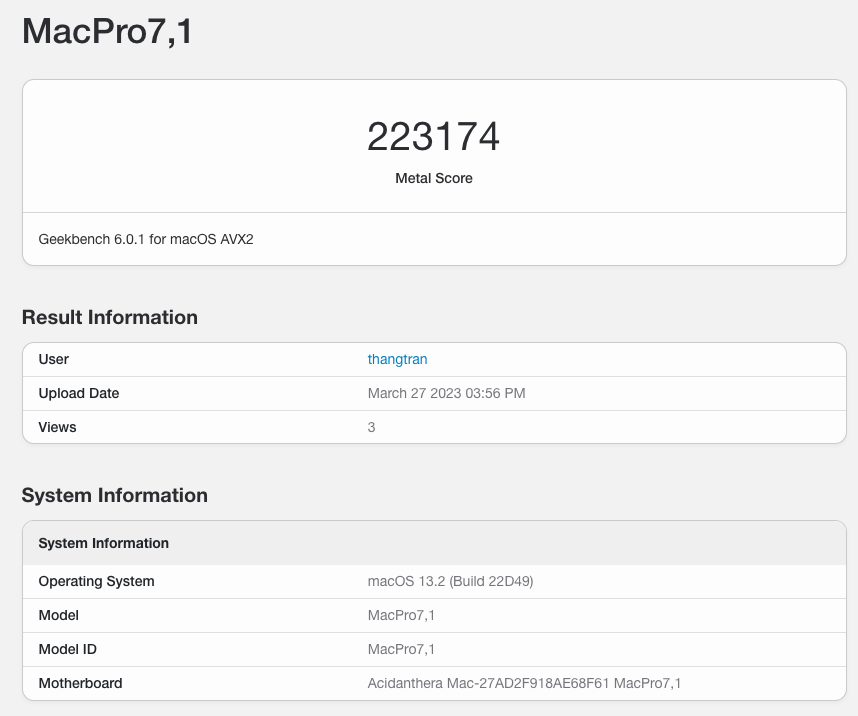 MacPro7,1
223174
Metal Score
Geekbench 6.0.1 for macOS AVX2
Result Information
User thangtran
Upload Date March 27 2023 03:56 PM
Views 3
System Information
System Information
Operating System macOS 13.2 (Build 22D49)
Model MacPro7,1
Model ID MacPro7,1
Motherboard Acidanthera Mac-27AD2F918AE68F61 MacPro7,1